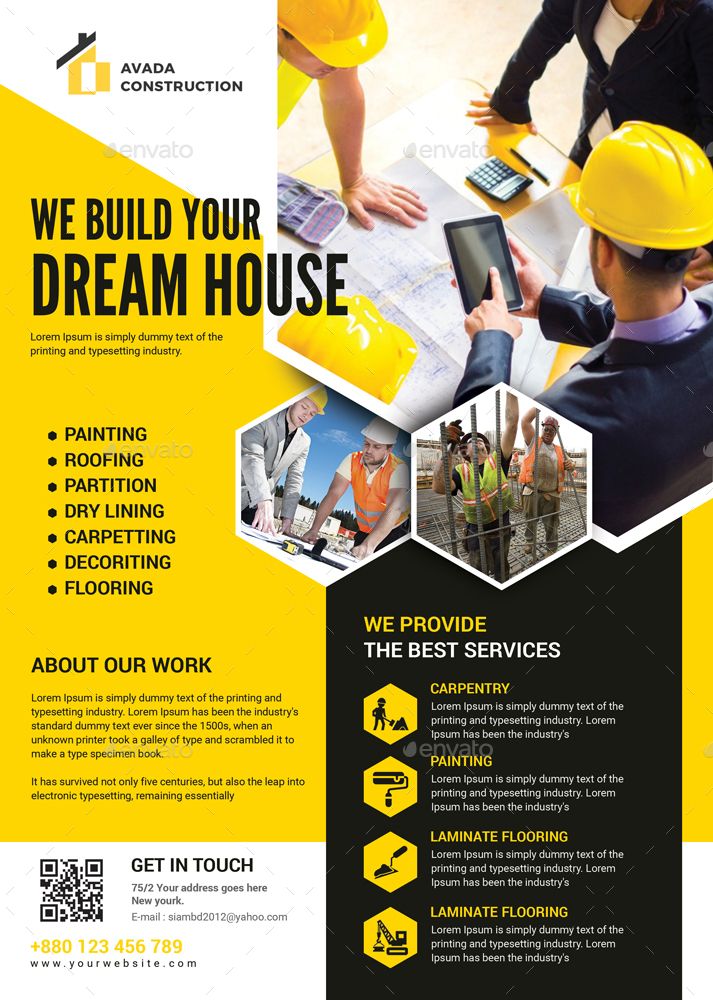 AVADA
CONSTRUCTION
WE BUILD YOUR
DREAM HOUSE
Lorem Ipsum is simply dummy text of the
printing and typesetting industry.
PAINTING
ROOFING
PARTITION
DRY LINING
CARPETTING
DECORITING
FLOORING
ABOUT OUR WORK
Lorem Ipsum is simply dummy text of the printing and
typesetting industry. Lorem Ipsum has been the industry's
standard dummy text ever since the 1500s, when an
unknown printer took a galley of type and scrambled it to
make a type specimen book.
It has survived not only five centuries, but also the leap into
electronic typesetting, remaining essentially
GET IN TOUCH
75/2 Your address goes here
New yourk.
E-mail : siambd2012@yahoo.com
+880 123 456 789
www.yourwebsite.com
WE PROVIDE
THE BEST SERVICES
CARPENTRY
Lorem Ipsum is simply dummy text of the
printing and typesetting industry. Lorem
Ipsum has been the industry's
PAINTING
Lorem Ipsum is simply dummy text of the
printing and typesetting industry. Lorem
Ipsum has been the industry's
LAMINATE FLOORING
Lorem Ipsum is simply dummy text of the
printing and typesetting industry. Lorem
Ipsum has been the industry's
LAMINATE FLOORING
Lorem Ipsum is simply dummy text of the
printing and typesetting industry. Lorem
Ipsum has been the industry's
envato
envato
envato
envato
envato
envato